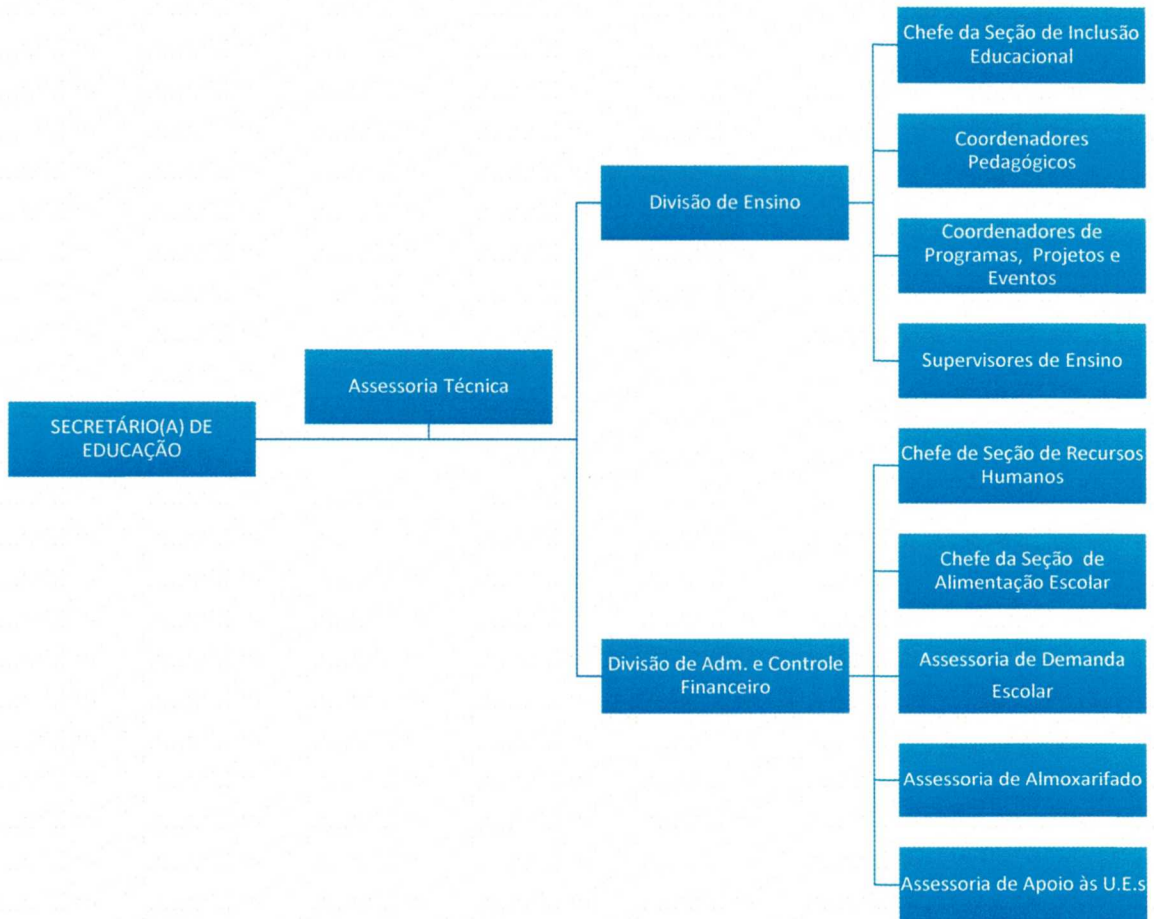 SECRETÁRIO(A) DE
EDUCAÇÃO
Assessoria Técnica
Divisão de Ensino
Chefe da Seção de Inclusão
Educacional
Coordenadores
Pedagógicos
Coordenadores de
Programas, Projetos e
Eventos
Supervisores de Ensino
Divisão de Adm. e Controle
Financeiro
Chefe de Seção de Recursos
Humanos
Chefe da Seção de
Alimentação Escolar
Assessoria de Demanda
Escolar
Assessoria de Almoxarifado
Assessoria de Apoio às U.E.s